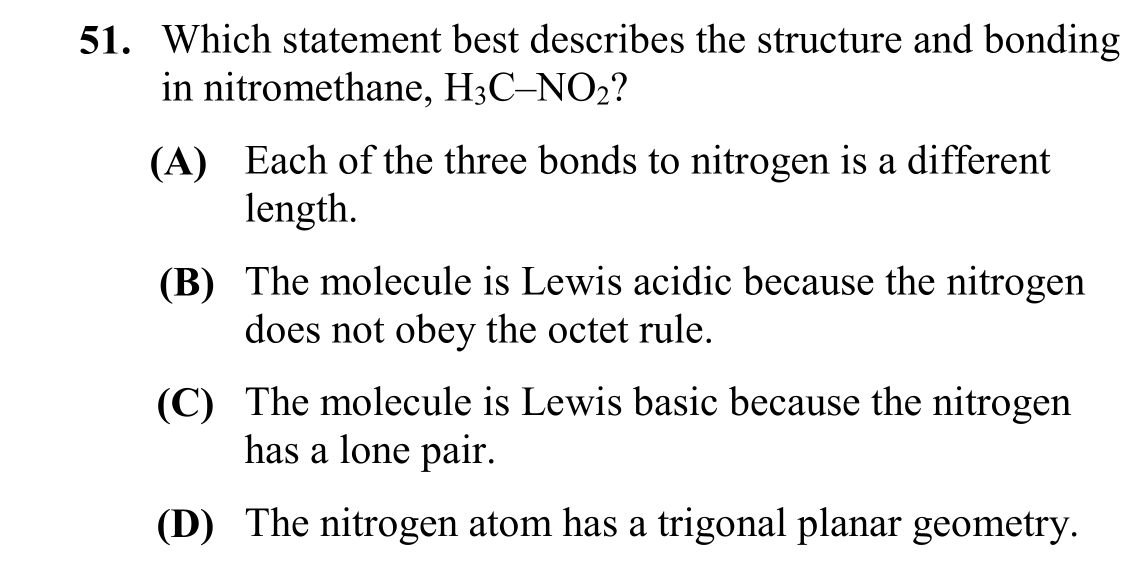 51. Which statement best describes the structure and bonding
in nitromethane, H₃C–NO₂?
(A) Each of the three bonds to nitrogen is a different
length.
(B) The molecule is Lewis acidic because the nitrogen
does not obey the octet rule.
(C) The molecule is Lewis basic because the nitrogen
has a lone pair.
(D) The nitrogen atom has a trigonal planar geometry.